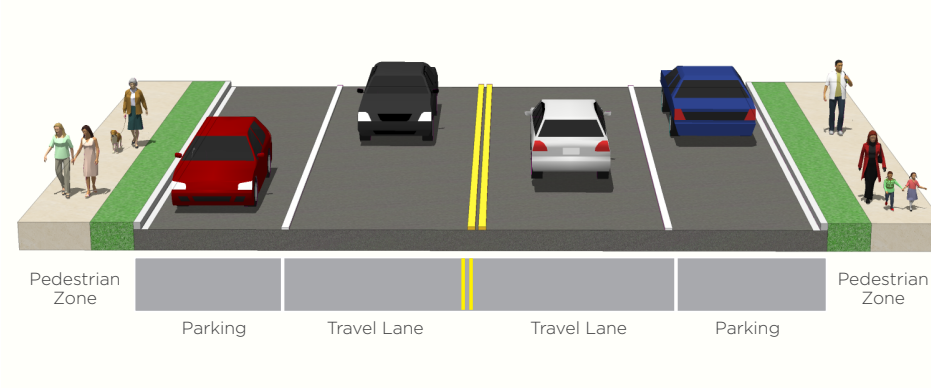 Pedestrian
Zone
Parking
Travel Lane
Travel Lane
Parking
Pedestrian
Zone